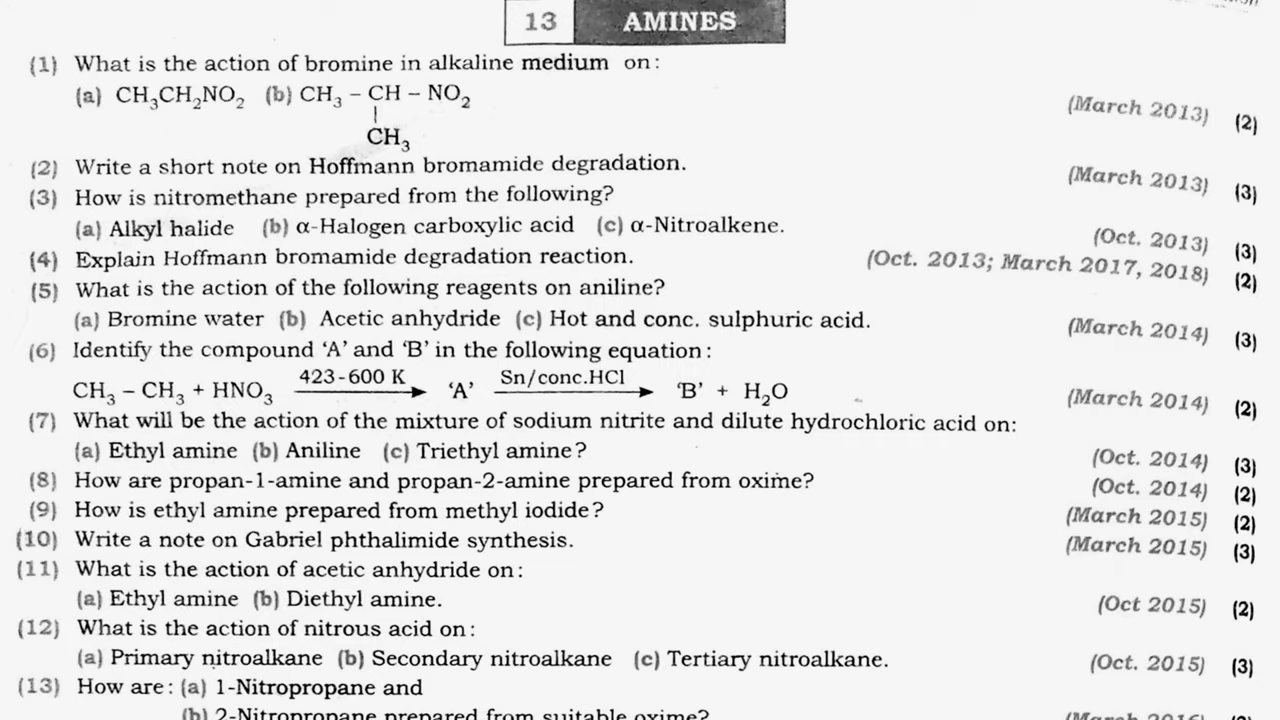 13 AMINES
(1) What is the action of bromine in alkaline medium on :
(a) CH₃CH₂NO₂ (b) CH₃ – CH – NO₂
|
CH₃
(March 2013) (2)
(2) Write a short note on Hoffmann bromamide degradation.
(March 2013) (3)
(3) How is nitromethane prepared from the following?
(a) Alkyl halide (b) α-Halogen carboxylic acid (c) α-Nitroalkene.
(Oct. 2013) (3)
(4) Explain Hoffmann bromamide degradation reaction. (Oct. 2013; March 2017, 2018) (2)
(5) What is the action of the following reagents on aniline?
(a) Bromine water (b) Acetic anhydride (c) Hot and conc. sulphuric acid. (March 2014) (3)
(6) Identify the compound ‘A’ and ‘B’ in the following equation :
CH₃ – CH₃ + HNO₃ 423-600 K → ‘A’ Sn/conc.HCl → ‘B’ + H₂O (March 2014) (2)
(7) What will be the action of the mixture of sodium nitrite and dilute hydrochloric acid on:
(a) Ethyl amine (b) Aniline (c) Triethyl amine? (Oct. 2014) (3)
(8) How are propan-1-amine and propan-2-amine prepared from oxime? (Oct. 2014) (2)
(9) How is ethyl amine prepared from methyl iodide? (March 2015) (2)
(10) Write a note on Gabriel phthalimide synthesis. (March 2015) (3)
(11) What is the action of acetic anhydride on :
(a) Ethyl amine (b) Diethyl amine. (Oct 2015) (2)
(12) What is the action of nitrous acid on :
(a) Primary nitroalkane (b) Secondary nitroalkane (c) Tertiary nitroalkane. (Oct. 2015) (3)
(13) How are : (a) 1-Nitropropane and
(b) 2-Nitropropane prepared from suitable oxime? (March 2016)